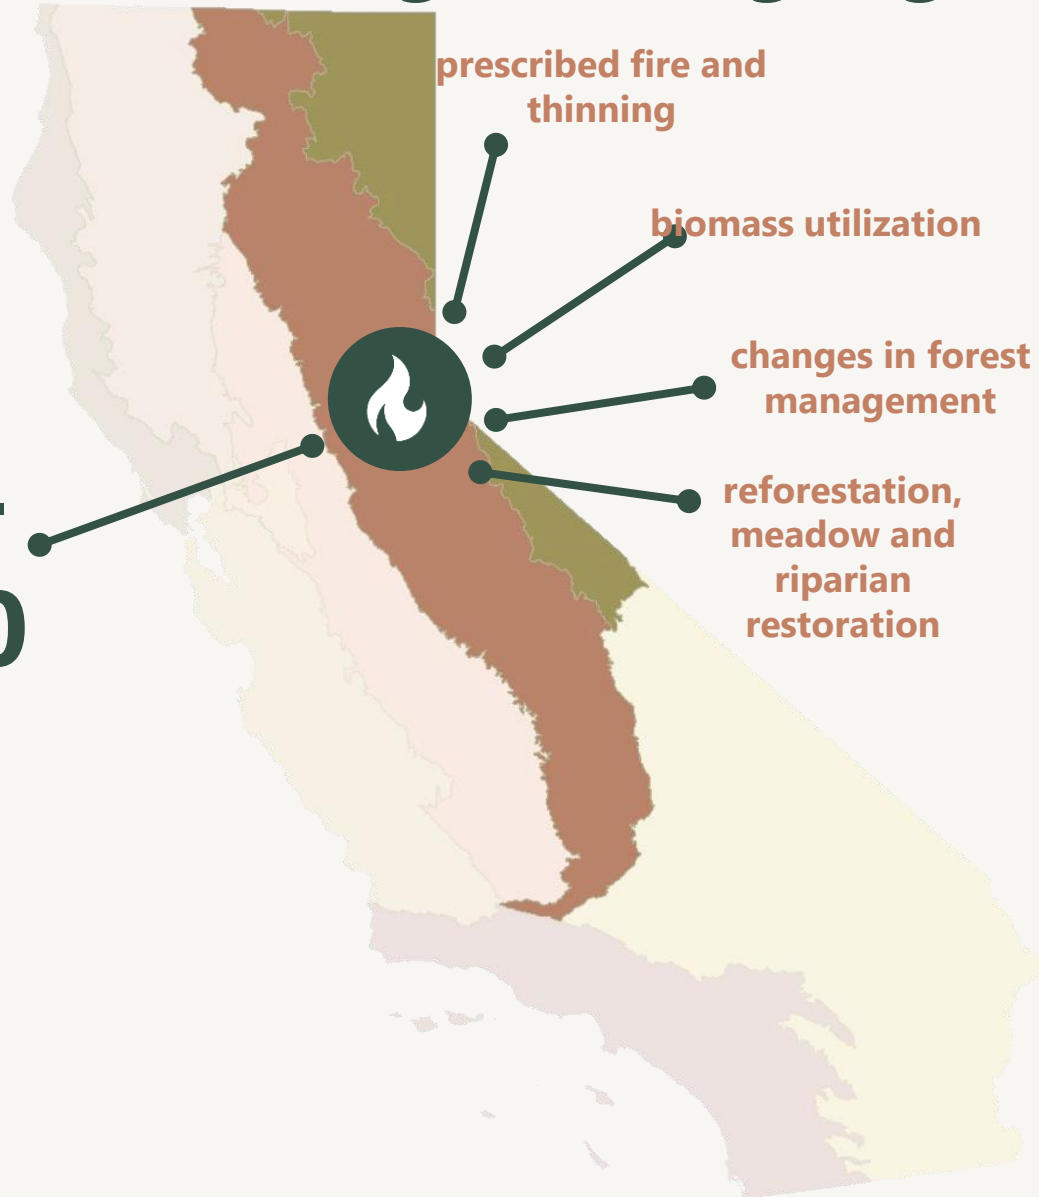 prescribed fire and
thinning
biomass utilization
changes in forest
management
reforestation,
meadow and
riparian
restoration